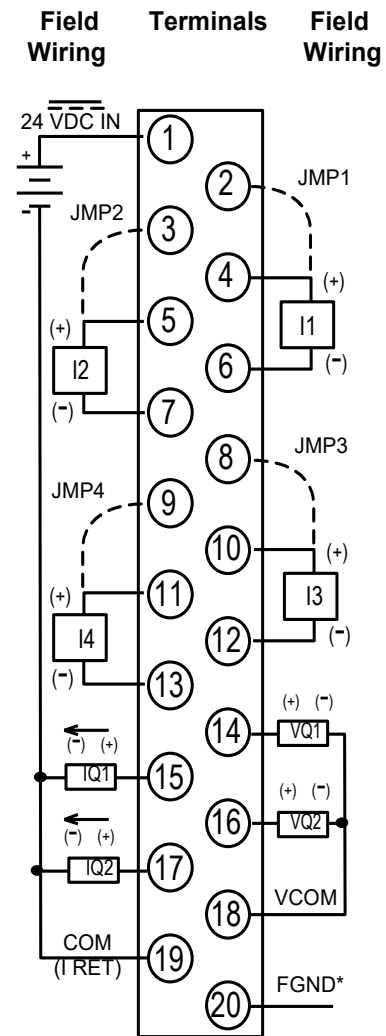 Field Wiring
Terminals
Field Wiring
24 VDC IN
+
-
1
2
JMP1
JMP2
3
4
(+)
I1
(-)
5
(+)
I2
(-)
6
7
8
JMP3
JMP4
9
10
(+)
I3
(-)
11
(+)
I4
(-)
12
13
14
(+) (-)
VQ1
(-) (+)
IQ1
15
16
(+) (-)
VQ2
(-) (+)
IQ2
17
18
VCOM
COM
(I RET)
19
20
FGND*